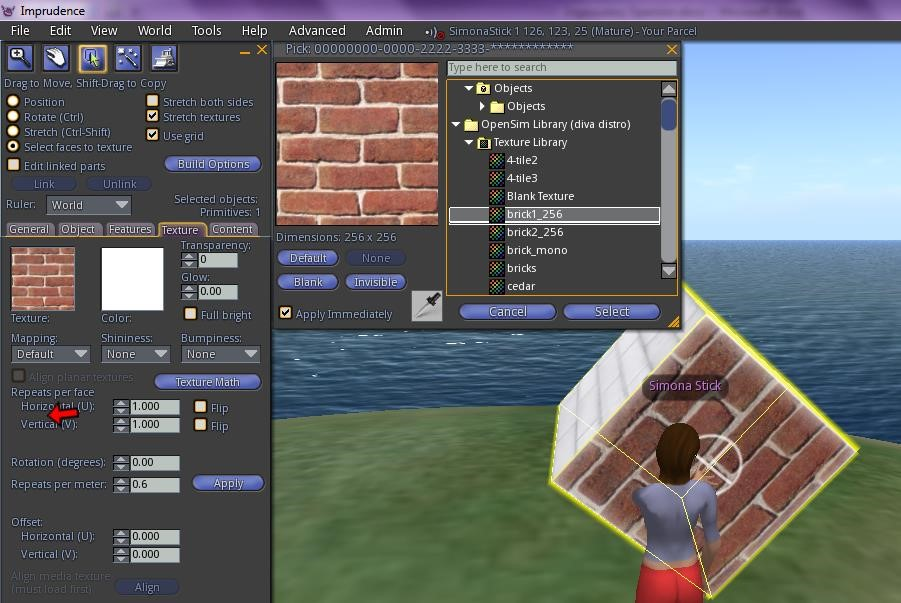 Imprudence
File Edit View World Tools Help Advanced Admin SimonaStick 1 126, 123, 25 (Mature) - Your Parcel
Drag to Move, Shift-Drag to Copy
Position
Rotate (Ctrl)
Stretch (Ctrl-Shift)
Select faces to texture
Edit linked parts
Stretch both sides
Stretch textures
Use grid
Build Options
Link Unlink
Ruler: World
Selected objects:
Primitives: 1
General Object Features Texture Content
Texture:
Color:
Transparency:
0
Glow:
0.00
Full bright
Mapping: Shininess: Bumpiness:
Default None None
Align planar textures
Texture Math
Repeats per face
Horizontal (U): 1.000 Flip
Vertical (V): 1.000 Flip
Rotation (degrees): 0.00
Repeats per meter: 0.6 Apply
Offset:
Horizontal (U): 0.000
Vertical (V): 0.000
Align media texture
(must load first)
Align
Pick: 00000000-0000-2222-3333-************
Type here to search
Objects
Objects
OpenSim Library (diva distro)
Texture Library
4-tile2
4-tile3
Blank Texture
brick1_256
brick2_256
brick_mono
bricks
cedar
Dimensions: 256 x 256
Default None
Blank Invisible
Apply Immediately
Cancel Select
Simona Stick